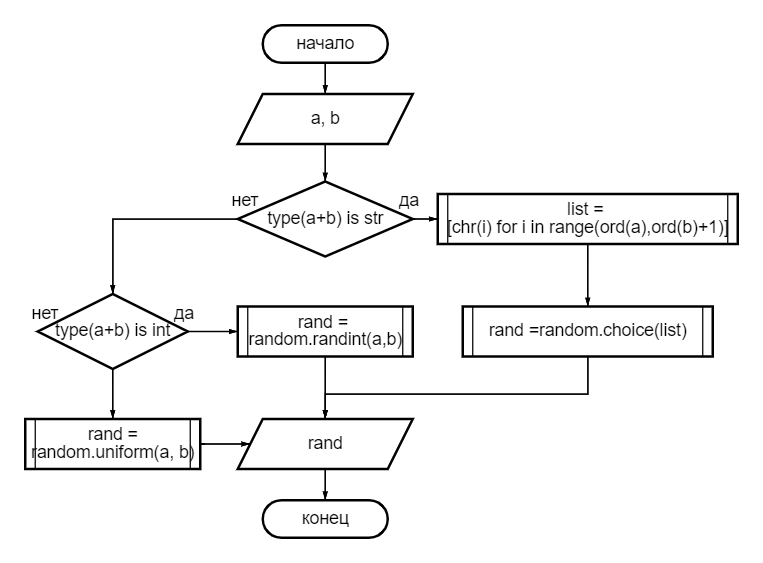 начало
a, b
нет
да
type(a+b) is str
list =
[chr(i) for i in range(ord(a),ord(b)+1)]
нет
да
type(a+b) is int
rand =
random.randint(a,b)
rand =random.choice(list)
rand =
random.uniform(a, b)
rand
конец